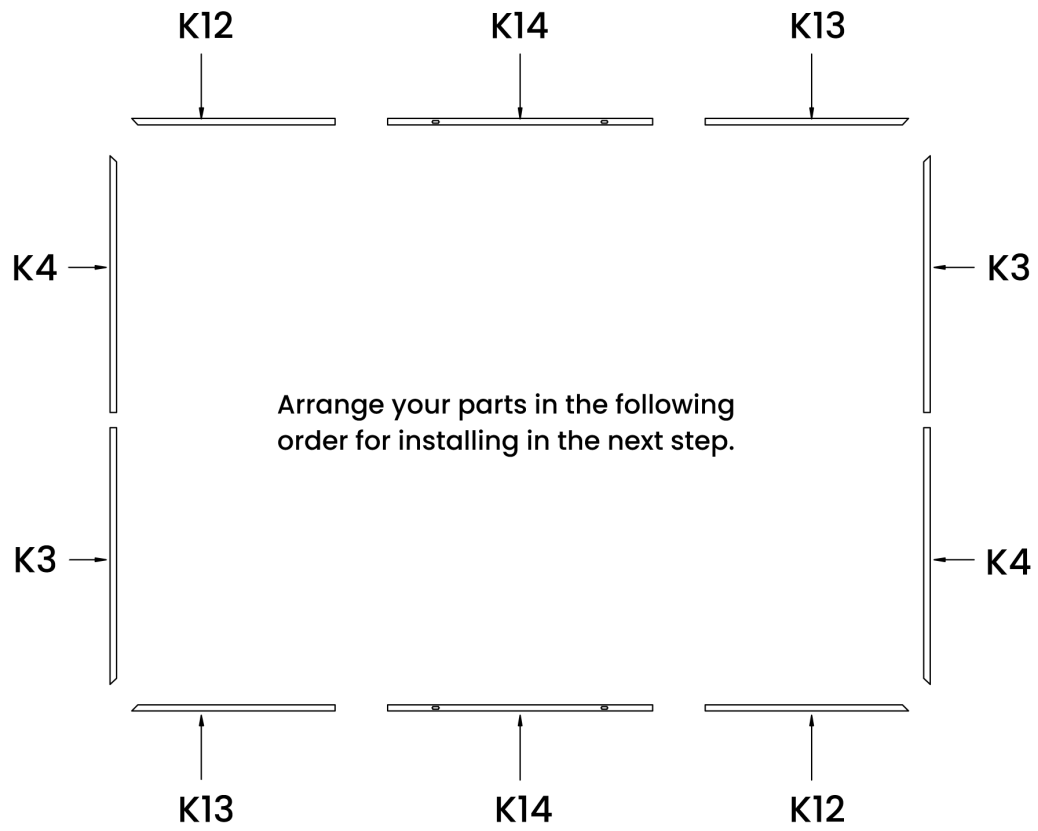 K12
K14
K13
K4
K3
Arrange your parts in the following
order for installing in the next step.
K3
K4
K13
K14
K12